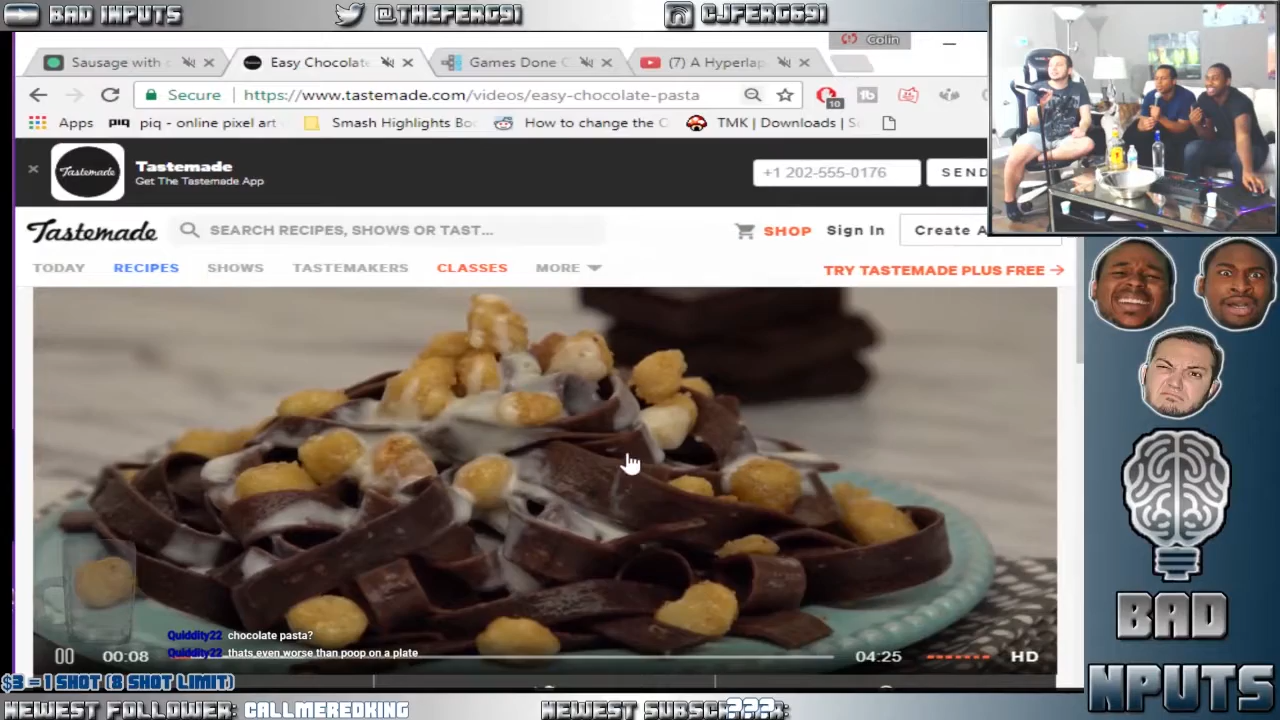 BAD INPUTS
@THEFERG91
CJFERG691
Colin
Sausage with
Easy Chocolate
Games Done
(7) A Hyperlap
Secure
https://www.tastemade.com/videos/easy-chocolate-pasta
10
Apps
piq - online pixel art
Smash Highlights Bo
How to change the
TMK | Downloads |
Tastemade
Tastemade
Get The Tastemade App
+1 202-555-0176
SEND
Tastemade
SEARCH RECIPES, SHOWS OR TAST...
SHOP
Sign In
Create A
TODAY
RECIPES
SHOWS
TASTEMAKERS
CLASSES
MORE
TRY TASTEMADE PLUS FREE →
Quiddity22 chocolate pasta?
Quiddity22 thats even worse than poop on a plate
00:08
04:25
HD
$3 = 1 SHOT (8 SHOT LIMIT)
NEWEST FOLLOWER: CALLMEREDKING
BAD
NPUTS